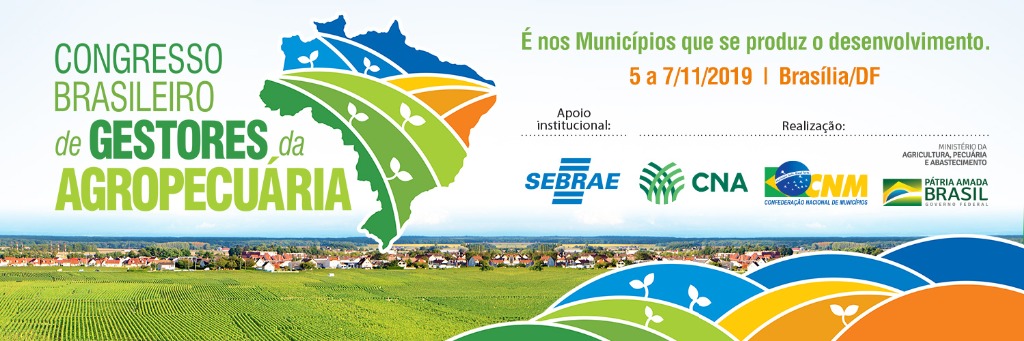 CONGRESSO
BRASILEIRO
de GESTORES da
AGROPECUÁRIA
É nos Municípios que se produz o desenvolvimento.
5 a 7/11/2019 | Brasília/DF
Apoio
institucional:
Realização:
SEBRAE
CNA
CNM
CONFEDERAÇÃO NACIONAL DE MUNICÍPIOS
MINISTÉRIO DA
AGRICULTURA, PECUÁRIA
E ABASTECIMENTO
PÁTRIA AMADA
BRASIL
GOVERNO FEDERAL